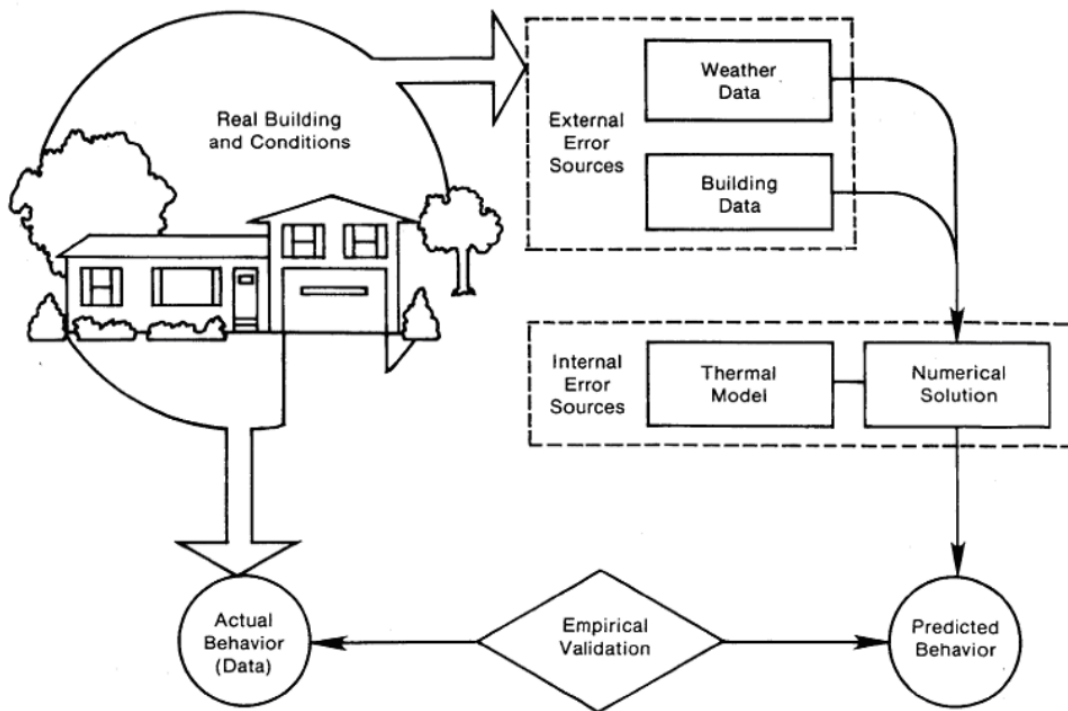 Real Building
and Conditions
External
Error
Sources
Weather
Data
Building
Data
Internal
Error
Sources
Thermal
Model
Numerical
Solution
Actual
Behavior
(Data)
Empirical
Validation
Predicted
Behavior